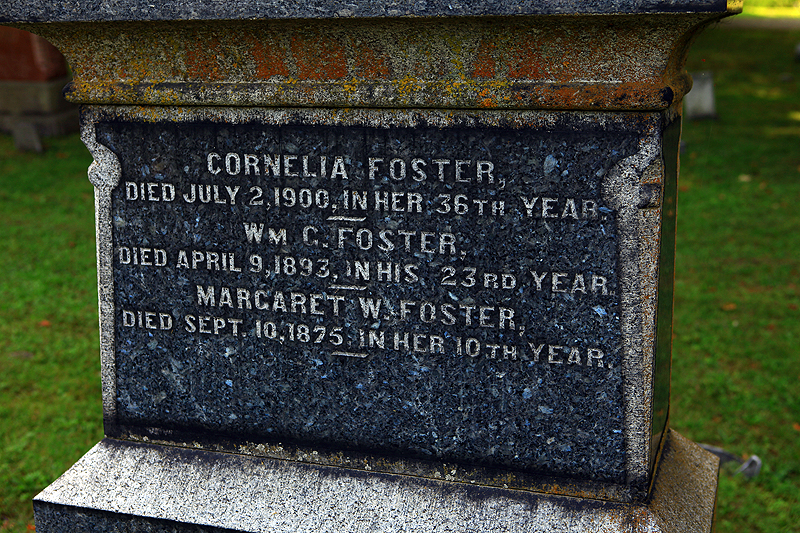 CORNELIA FOSTER,
DIED JULY 2, 1900, IN HER 36TH YEAR
WM C. FOSTER,
DIED APRIL 9, 1893, IN HIS 23RD YEAR.
MARGARET W. FOSTER,
DIED SEPT. 10, 1875, IN HER 10TH YEAR.